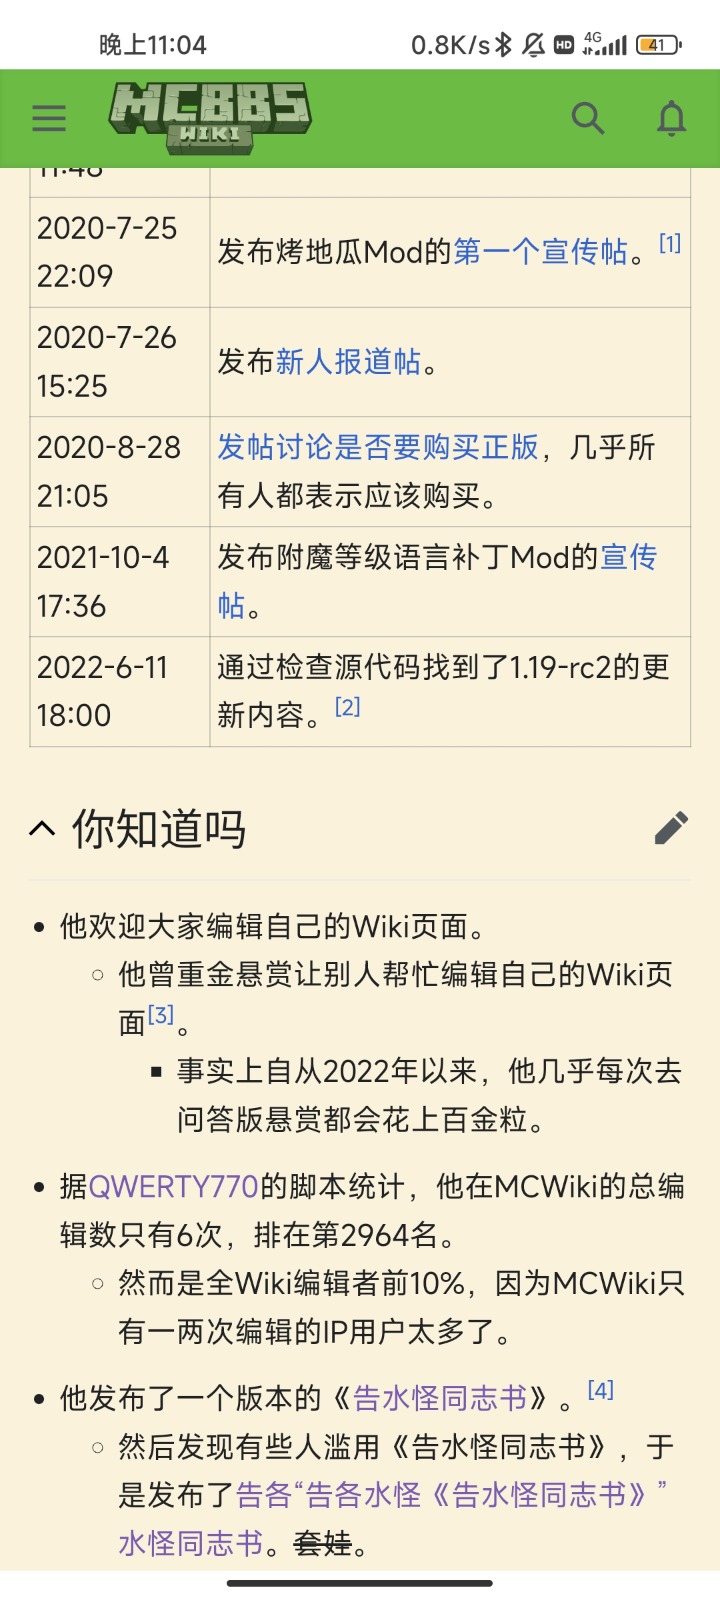 晚上11:04
0.8K/s
HD
4G
41
MCBBS
WIKI
11:48
2020-7-25
22:09
发布烤地瓜Mod的第一个宣传帖。[1]
2020-7-26
15:25
发布新人报道帖。
2020-8-28
21:05
发帖讨论是否要购买正版，几乎所
有人都表示应该购买。
2021-10-4
17:36
发布附魔等级语言补丁Mod的宣传
帖。
2022-6-11
18:00
通过检查源代码找到了1.19-rc2的更
新内容。[2]
你知道吗
他欢迎大家编辑自己的Wiki页面。
他曾重金悬赏让别人帮忙编辑自己的Wiki页
面[3]。
事实上自从2022年以来，他几乎每次去
问答版悬赏都会花上百金粒。
据QWERTY770的脚本统计，他在MCWiki的总编
辑数只有6次，排在第2964名。
然而是全Wiki编辑者前10%，因为MCWiki只
有一两次编辑的IP用户太多了。
他发布了一个版本的《告水怪同志书》。[4]
然后发现有些人滥用《告水怪同志书》，于
是发布了告各“告各水怪《告水怪同志书》”
水怪同志书。套娃。